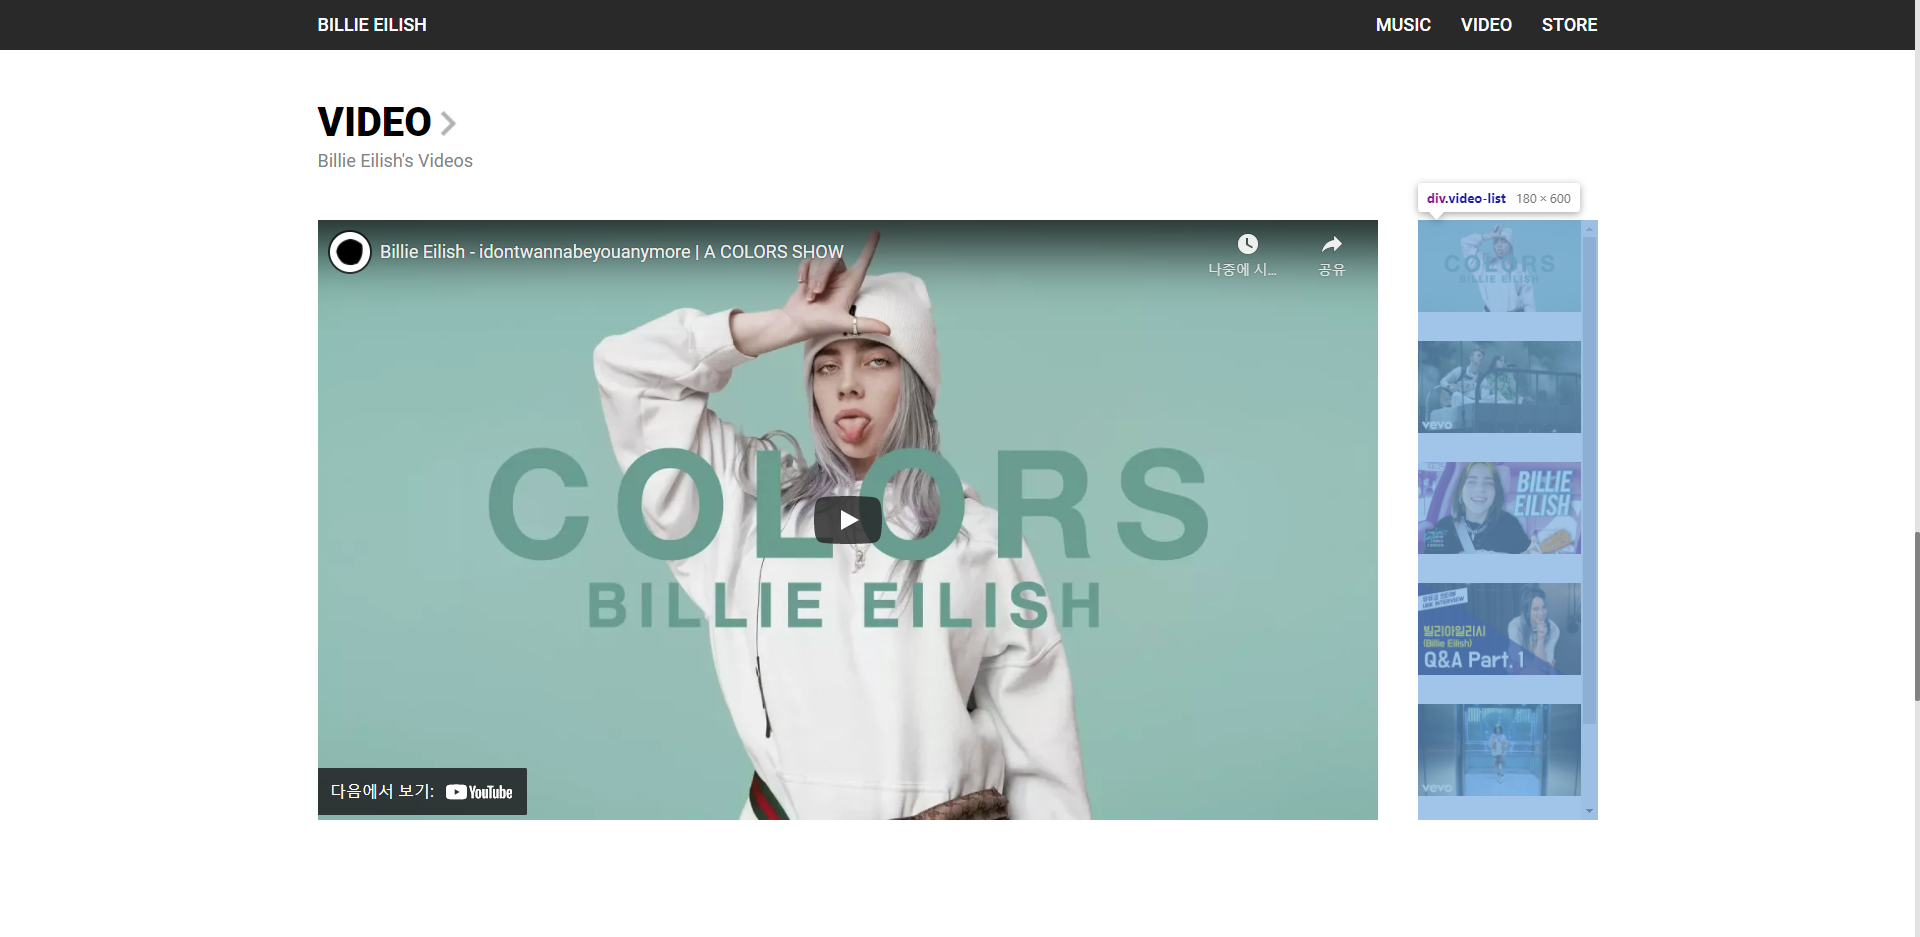 BILLIE EILISH
MUSIC VIDEO STORE
VIDEO
Billie Eilish's Videos
div.video-list 180 × 600
Billie Eilish - idontwannabeyouanymore | A COLORS SHOW
나중에 시...
공유
COLORS
BILLIE EILISH
다음에서 보기: YouTube
COLORS
BILLIE EILISH
vevo
BILLIE
EILISH
빌리아일리시
(Billie Eilish)
Q&A Part.1
vevo